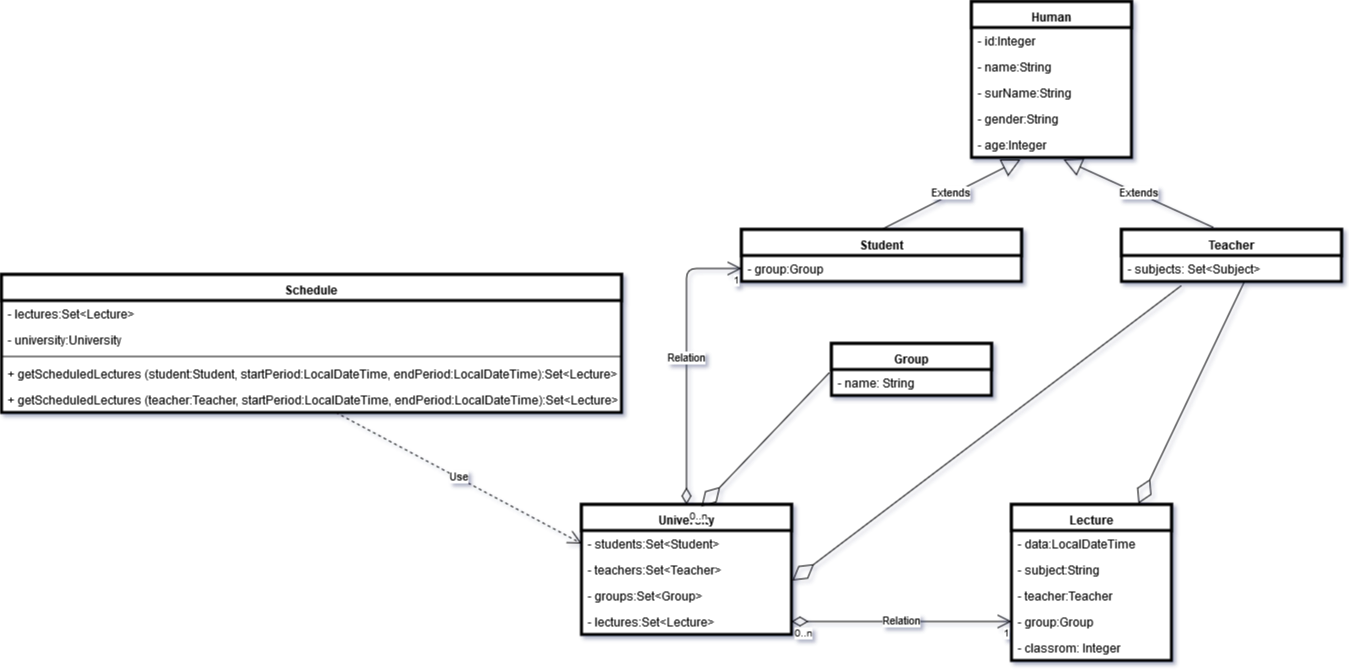 Human
- id:Integer
- name:String
- surName:String
- gender:String
- age:Integer
Extends
Extends
Student
- group:Group
1
Teacher
- subjects: Set<Subject>
Schedule
- lectures:Set<Lecture>
- university:University
+ getScheduledLectures (student:Student, startPeriod:LocalDateTime, endPeriod:LocalDateTime):Set<Lecture>
+ getScheduledLectures (teacher:Teacher, startPeriod:LocalDateTime, endPeriod:LocalDateTime):Set<Lecture>
Relation
Group
- name: String
Use
University
0..n
- students:Set<Student>
- teachers:Set<Teacher>
- groups:Set<Group>
- lectures:Set<Lecture>
0..n
Relation
1
Lecture
- data:LocalDateTime
- subject:String
- teacher:Teacher
- group:Group
- classrom: Integer